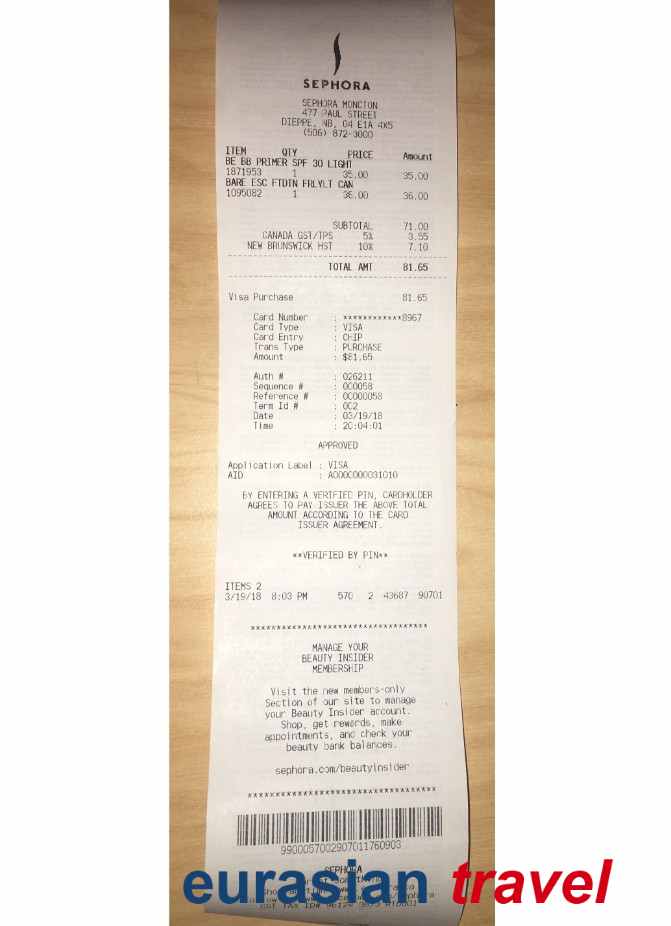 SEPHORA
SEPHORA MONCTON
477 PAUL STREET
DIEPPE, NB, 04 E1A 4X5
(506) 872-3000
ITEM QTY PRICE Amount
BE BB PRIMER SPF 30 LIGHT
1871953 1 35.00 35.00
BARE ESC FTDTN FRLYLT CAN
1095082 1 36.00 36.00
SUBTOTAL 71.00
CANADA GST/TPS 5% 3.55
NEW BRUNSWICK HST 10% 7.10
TOTAL AMT 81.65
Visa Purchase 81.65
Card Number : ************8967
Card Type : VISA
Card Entry : CHIP
Trans Type : PURCHASE
Amount : $81.65
Auth # : 026211
Sequence # : 000058
Reference # : 00000058
Term Id # : 002
Date : 03/19/18
Time : 20:04:01
APPROVED
Application Label : VISA
AID : A0000000031010
BY ENTERING A VERIFIED PIN, CARDHOLDER
AGREES TO PAY ISSUER THE ABOVE TOTAL
AMOUNT ACCORDING TO THE CARD
ISSUER AGREEMENT.
**VERIFIED BY PIN**
ITEMS 2
3/19/18 8:03 PM 570 2 43687 90701
*********************************
MANAGE YOUR
BEAUTY INSIDER
MEMBERSHIP
Visit the new members-only
Section of our site to manage
your Beauty Insider account.
Shop, get rewards, make
appointments, and check your
beauty bank balances.
sephora.com/beautyinsider
*********************************
9900057002907011760903
SEPHORA
eurasian travel